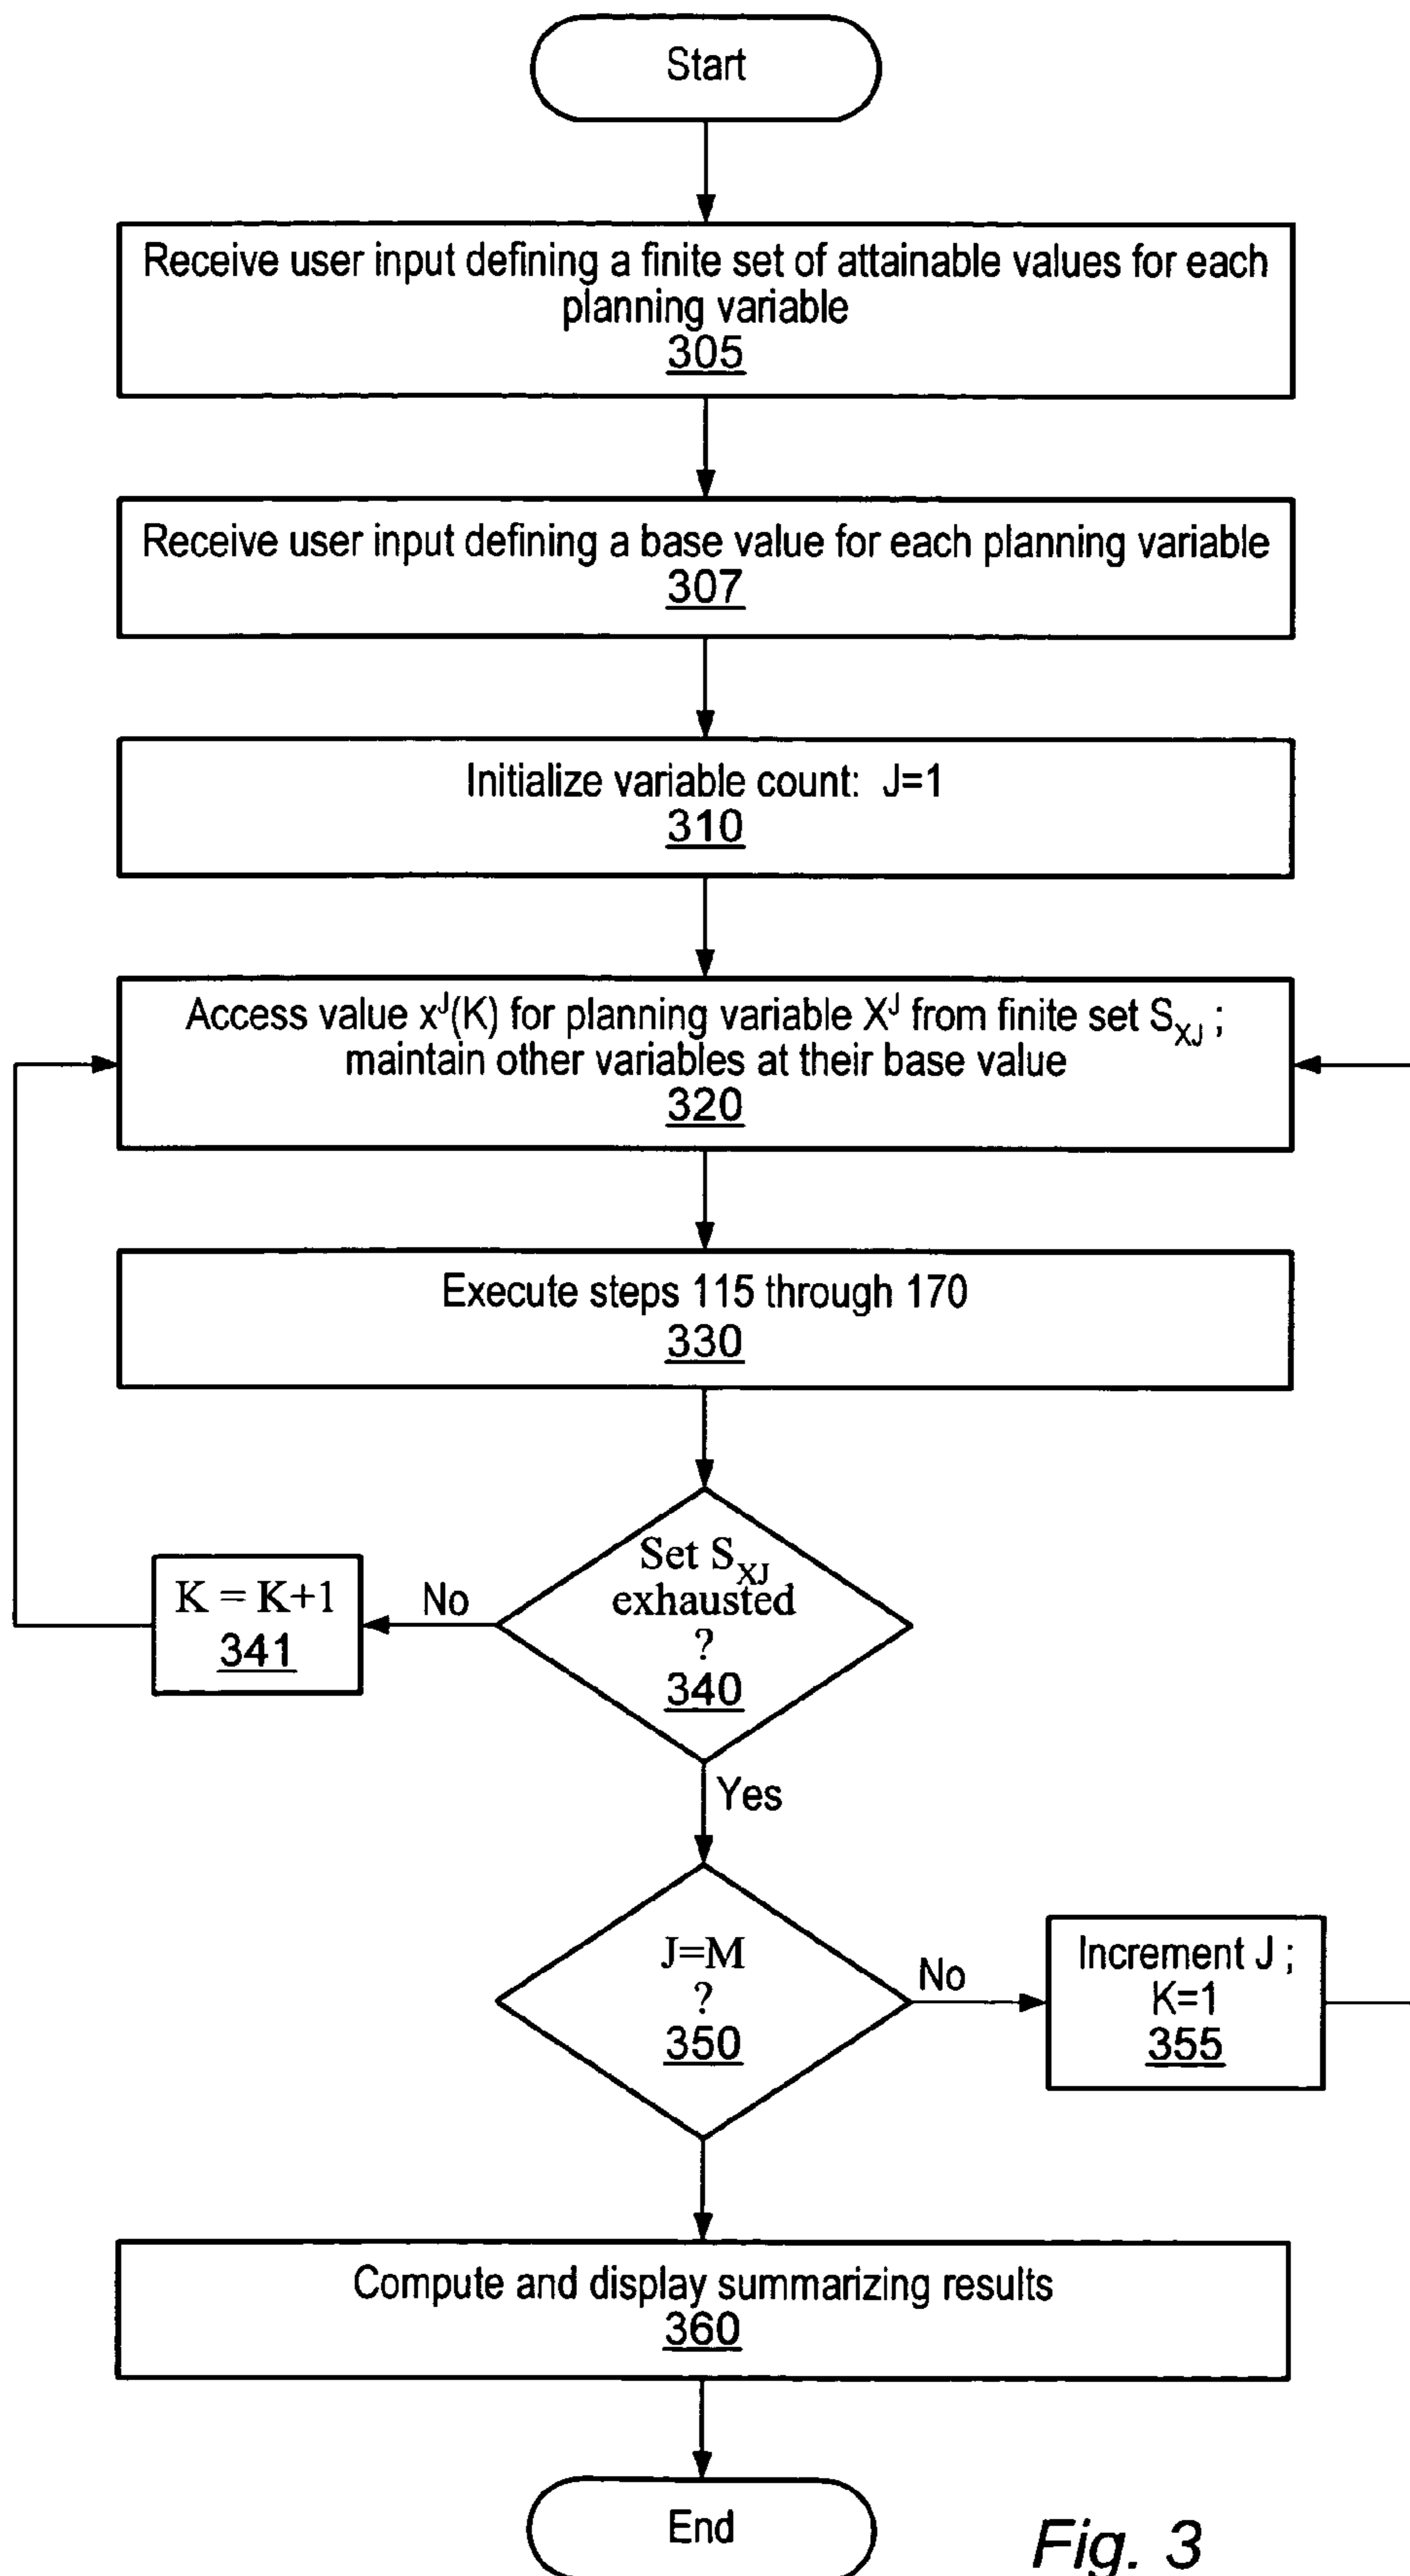 Start
Receive user input defining a finite set of attainable values for each
planning variable
305
Receive user input defining a base value for each planning variable
307
Initialize variable count: J=1
310
Access value x^J(K) for planning variable X^J from finite set S_XJ ;
maintain other variables at their base value
320
Execute steps 115 through 170
330
Set S_XJ
exhausted
?
340
No
K = K+1
341
Yes
J=M
?
350
No
Increment J ;
K=1
355
Compute and display summarizing results
360
End
Fig. 3